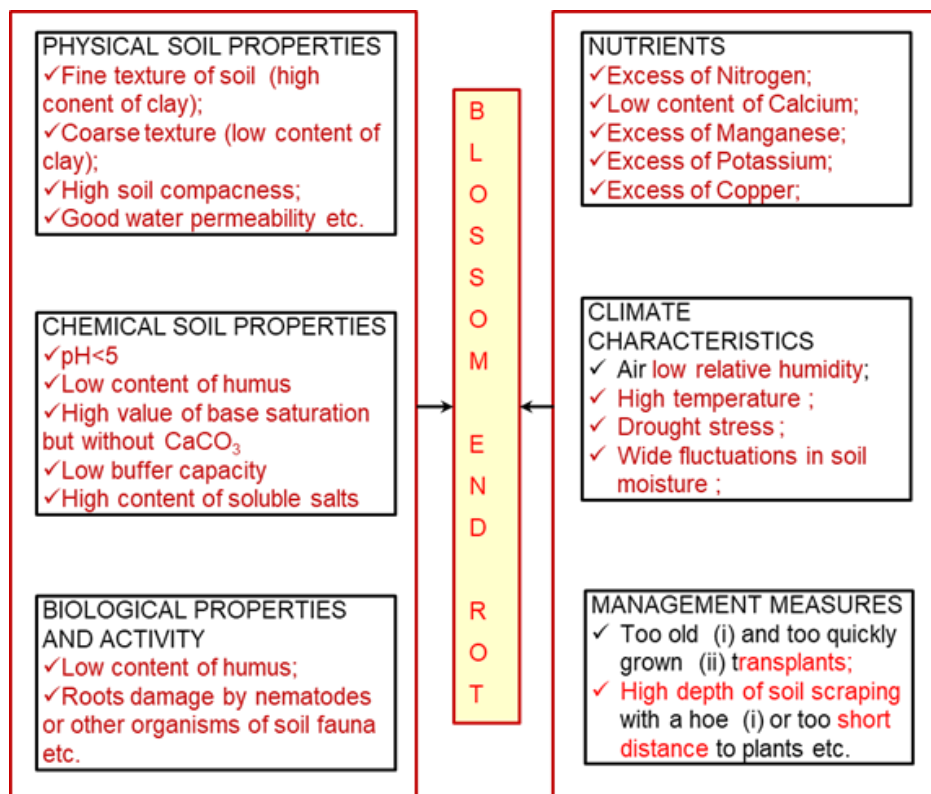 PHYSICAL SOIL PROPERTIES
✓Fine texture of soil (high
conent of clay);
✓Coarse texture (low content of
clay);
✓High soil compacness;
✓Good water permeability etc.
CHEMICAL SOIL PROPERTIES
✓pH<5
✓Low content of humus
✓High value of base saturation
but without CaCO₃
✓Low buffer capacity
✓High content of soluble salts
BIOLOGICAL PROPERTIES
AND ACTIVITY
✓Low content of humus;
✓Roots damage by nematodes
or other organisms of soil fauna
etc.
BLOSSOM END ROT
NUTRIENTS
✓Excess of Nitrogen;
✓Low content of Calcium;
✓Excess of Manganese;
✓Excess of Potassium;
✓Excess of Copper;
CLIMATE
CHARACTERISTICS
✓ Air low relative humidity;
✓ High temperature ;
✓ Drought stress ;
✓ Wide fluctuations in soil
moisture ;
MANAGEMENT MEASURES
✓ Too old (i) and too quickly
grown (ii) transplants;
✓ High depth of soil scraping
with a hoe (i) or too short
distance to plants etc.